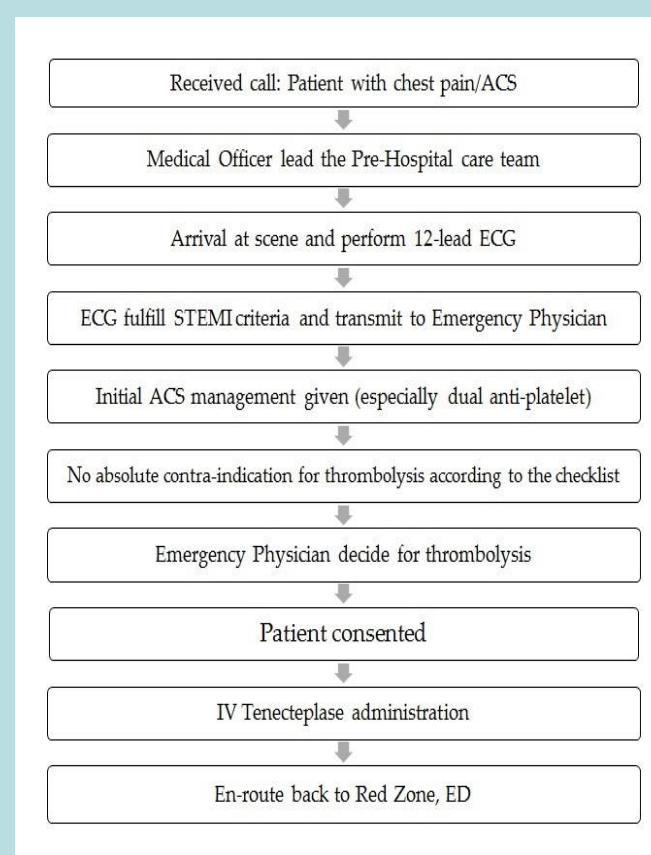 Received call: Patient with chest pain/ACS
Medical Officer lead the Pre-Hospital care team
Arrival at scene and perform 12-lead ECG
ECG fulfill STEMI criteria and transmit to Emergency Physician
Initial ACS management given (especially dual anti-platelet)
No absolute contra-indication for thrombolysis according to the checklist
Emergency Physician decide for thrombolysis
Patient consented
IV Tenecteplase administration
En-route back to Red Zone, ED